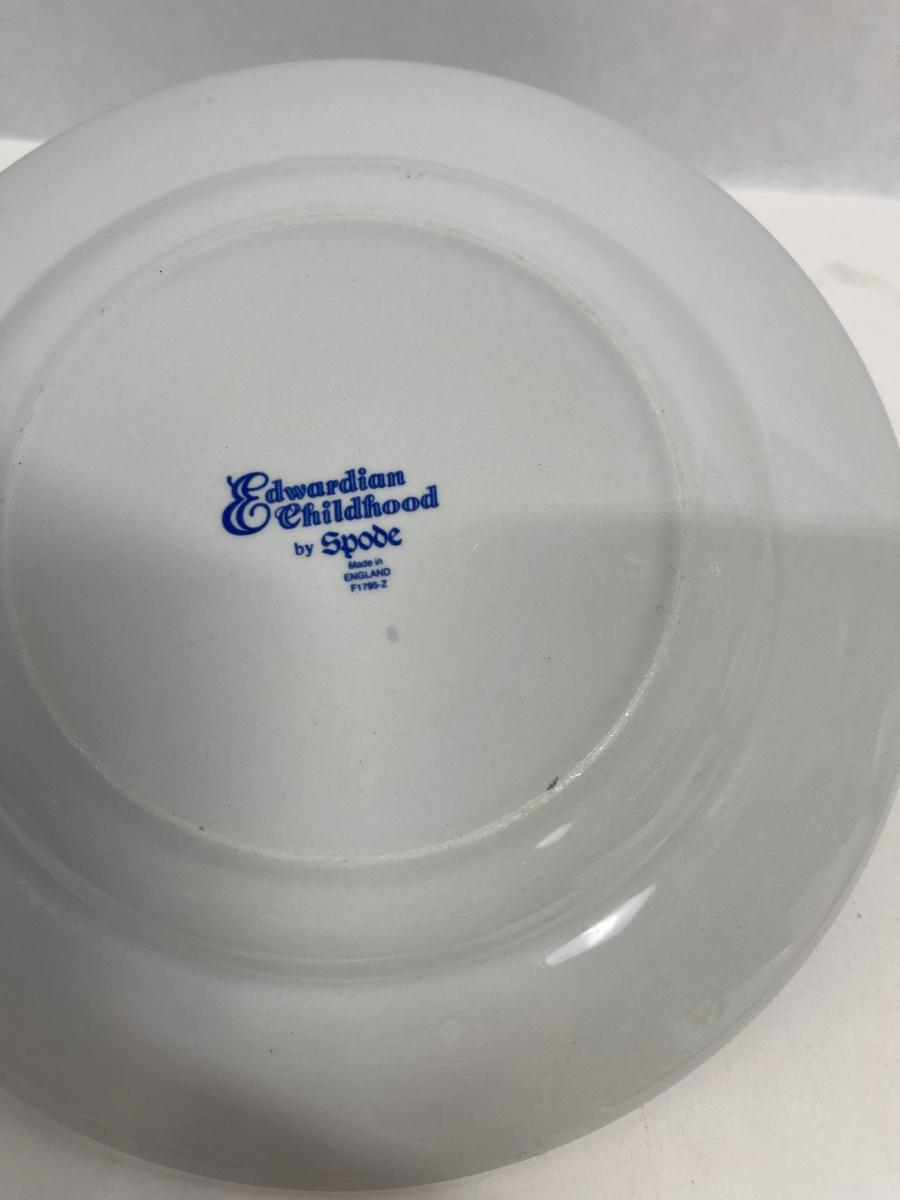 Edwardian
Childhood
by Spode
Made in
ENGLAND
F1795-Z